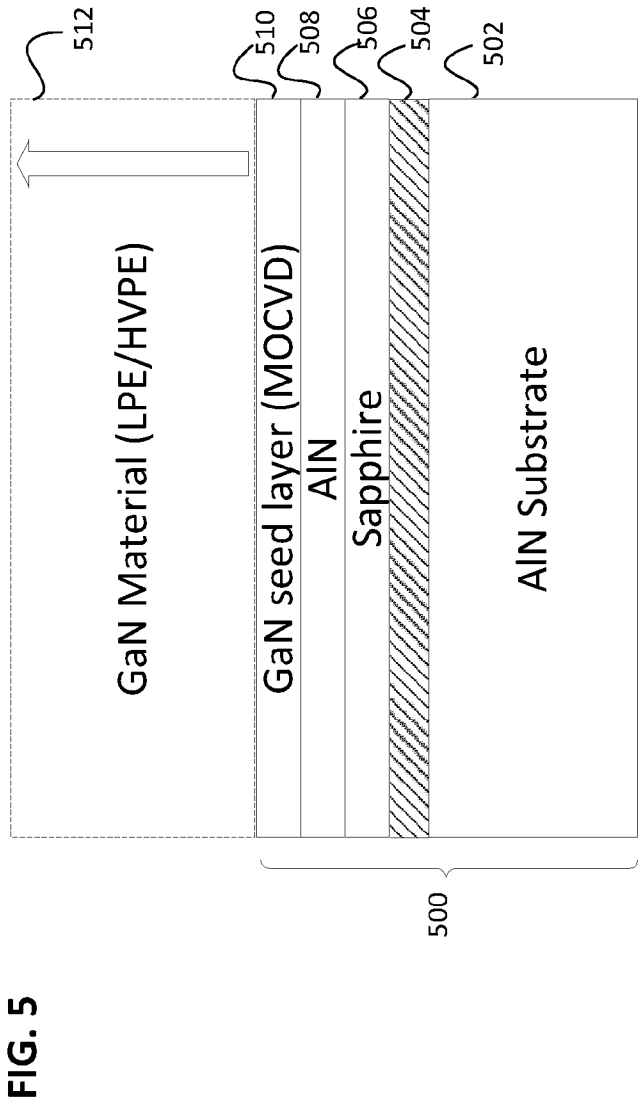 FIG. 5
GaN Material (LPE/HVPE)
512
GaN seed layer (MOCVD)
510
AlN
508
Sapphire
506
504
AlN Substrate
502
500